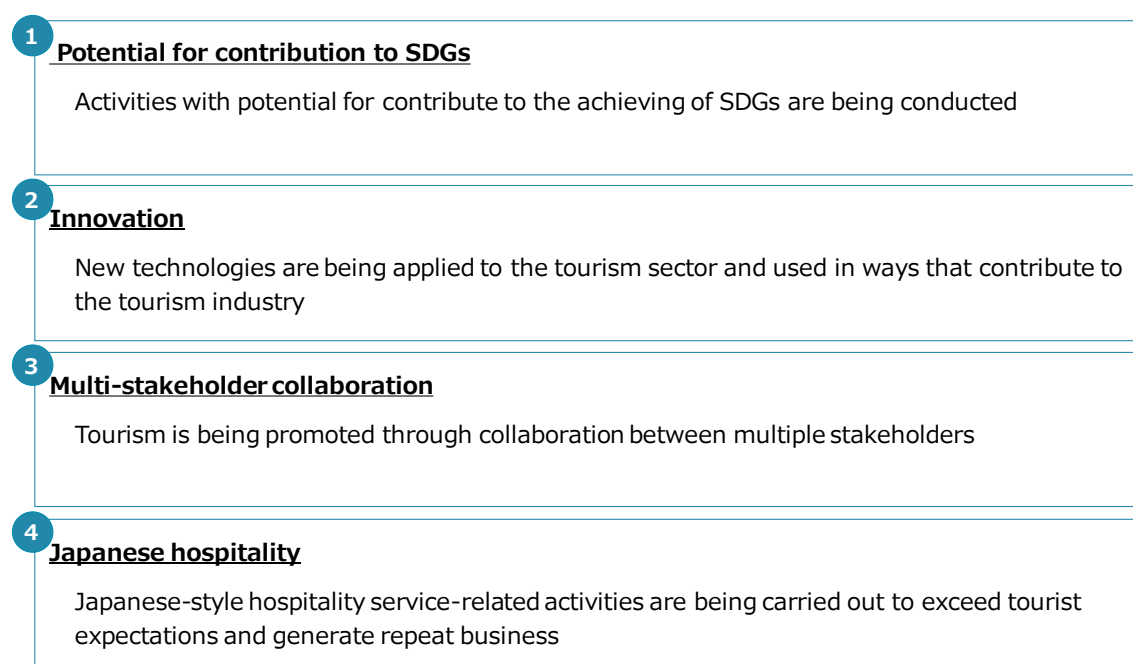 1
Potential for contribution to SDGs
Activities with potential for contribute to the achieving of SDGs are being conducted
2
Innovation
New technologies are being applied to the tourism sector and used in ways that contribute to
the tourism industry
3
Multi-stakeholder collaboration
Tourism is being promoted through collaboration between multiple stakeholders
4
Japanese hospitality
Japanese-style hospitality service-related activities are being carried out to exceed tourist
expectations and generate repeat business